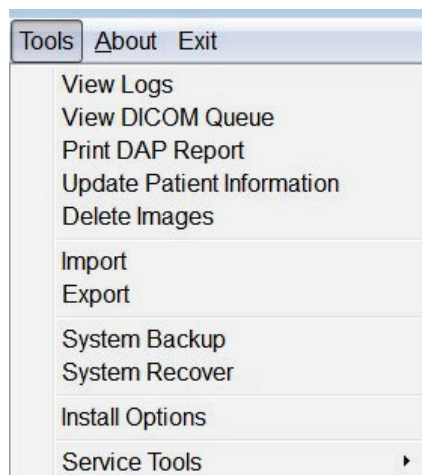 Tools About Exit
View Logs
View DICOM Queue
Print DAP Report
Update Patient Information
Delete Images
Import
Export
System Backup
System Recover
Install Options
Service Tools